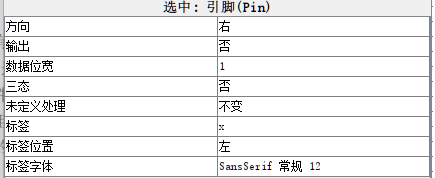 选中: 引脚(Pin)
方向 右
输出 否
数据位宽 1
三态 否
未定义处理 不变
标签 x
标签位置 左
标签字体 SansSerif 常规 12